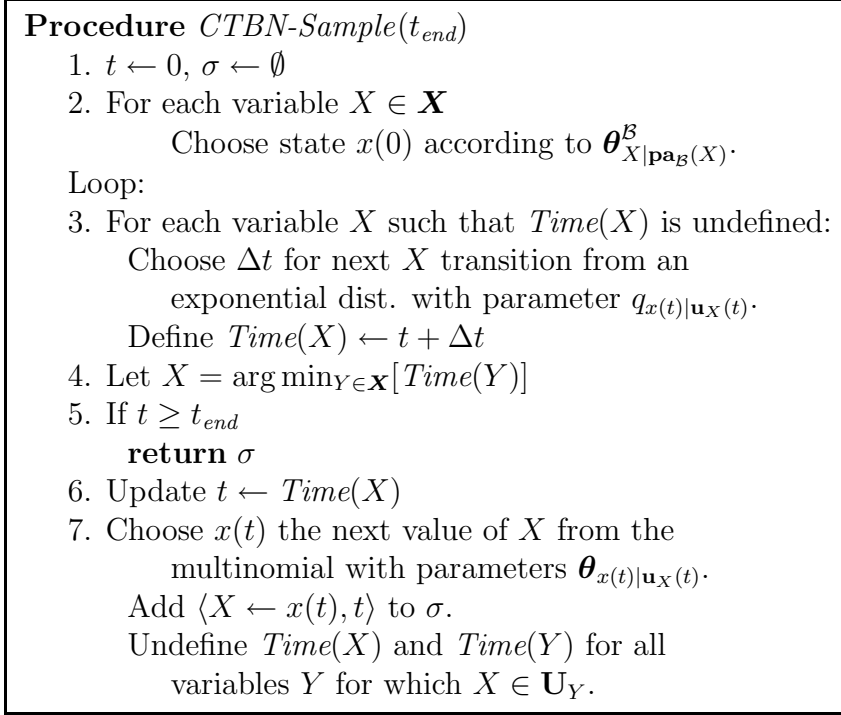 Procedure CTBN-Sample(t_end)
1. t ← 0, σ ← ∅
2. For each variable X ∈ X
Choose state x(0) according to θ^B_{X|pa_B(X)}.
Loop:
3. For each variable X such that Time(X) is undefined:
Choose Δt for next X transition from an
exponential dist. with parameter q_{x(t)|u_X(t)}.
Define Time(X) ← t + Δt
4. Let X = arg min_{Y∈X}[Time(Y)]
5. If t ≥ t_end
return σ
6. Update t ← Time(X)
7. Choose x(t) the next value of X from the
multinomial with parameters θ_{x(t)|u_X(t)}.
Add ⟨X ← x(t), t⟩ to σ.
Undefine Time(X) and Time(Y) for all
variables Y for which X ∈ U_Y.